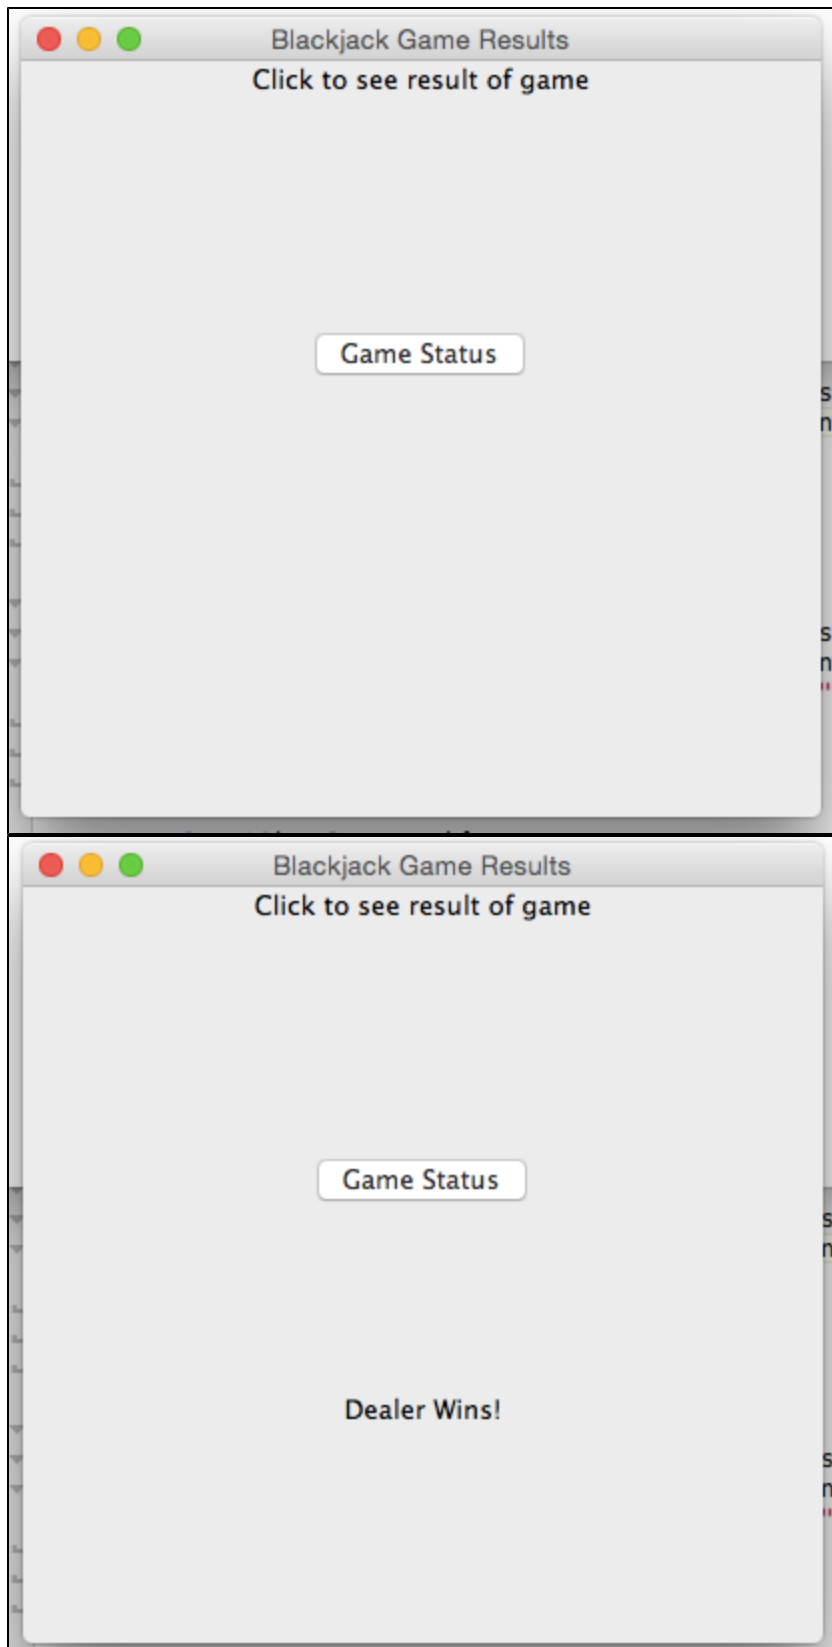 Blackjack Game Results
Click to see result of game
Game Status
s
n
s
n
"
Blackjack Game Results
Click to see result of game
Game Status
Dealer Wins!
s
n
s
n
"